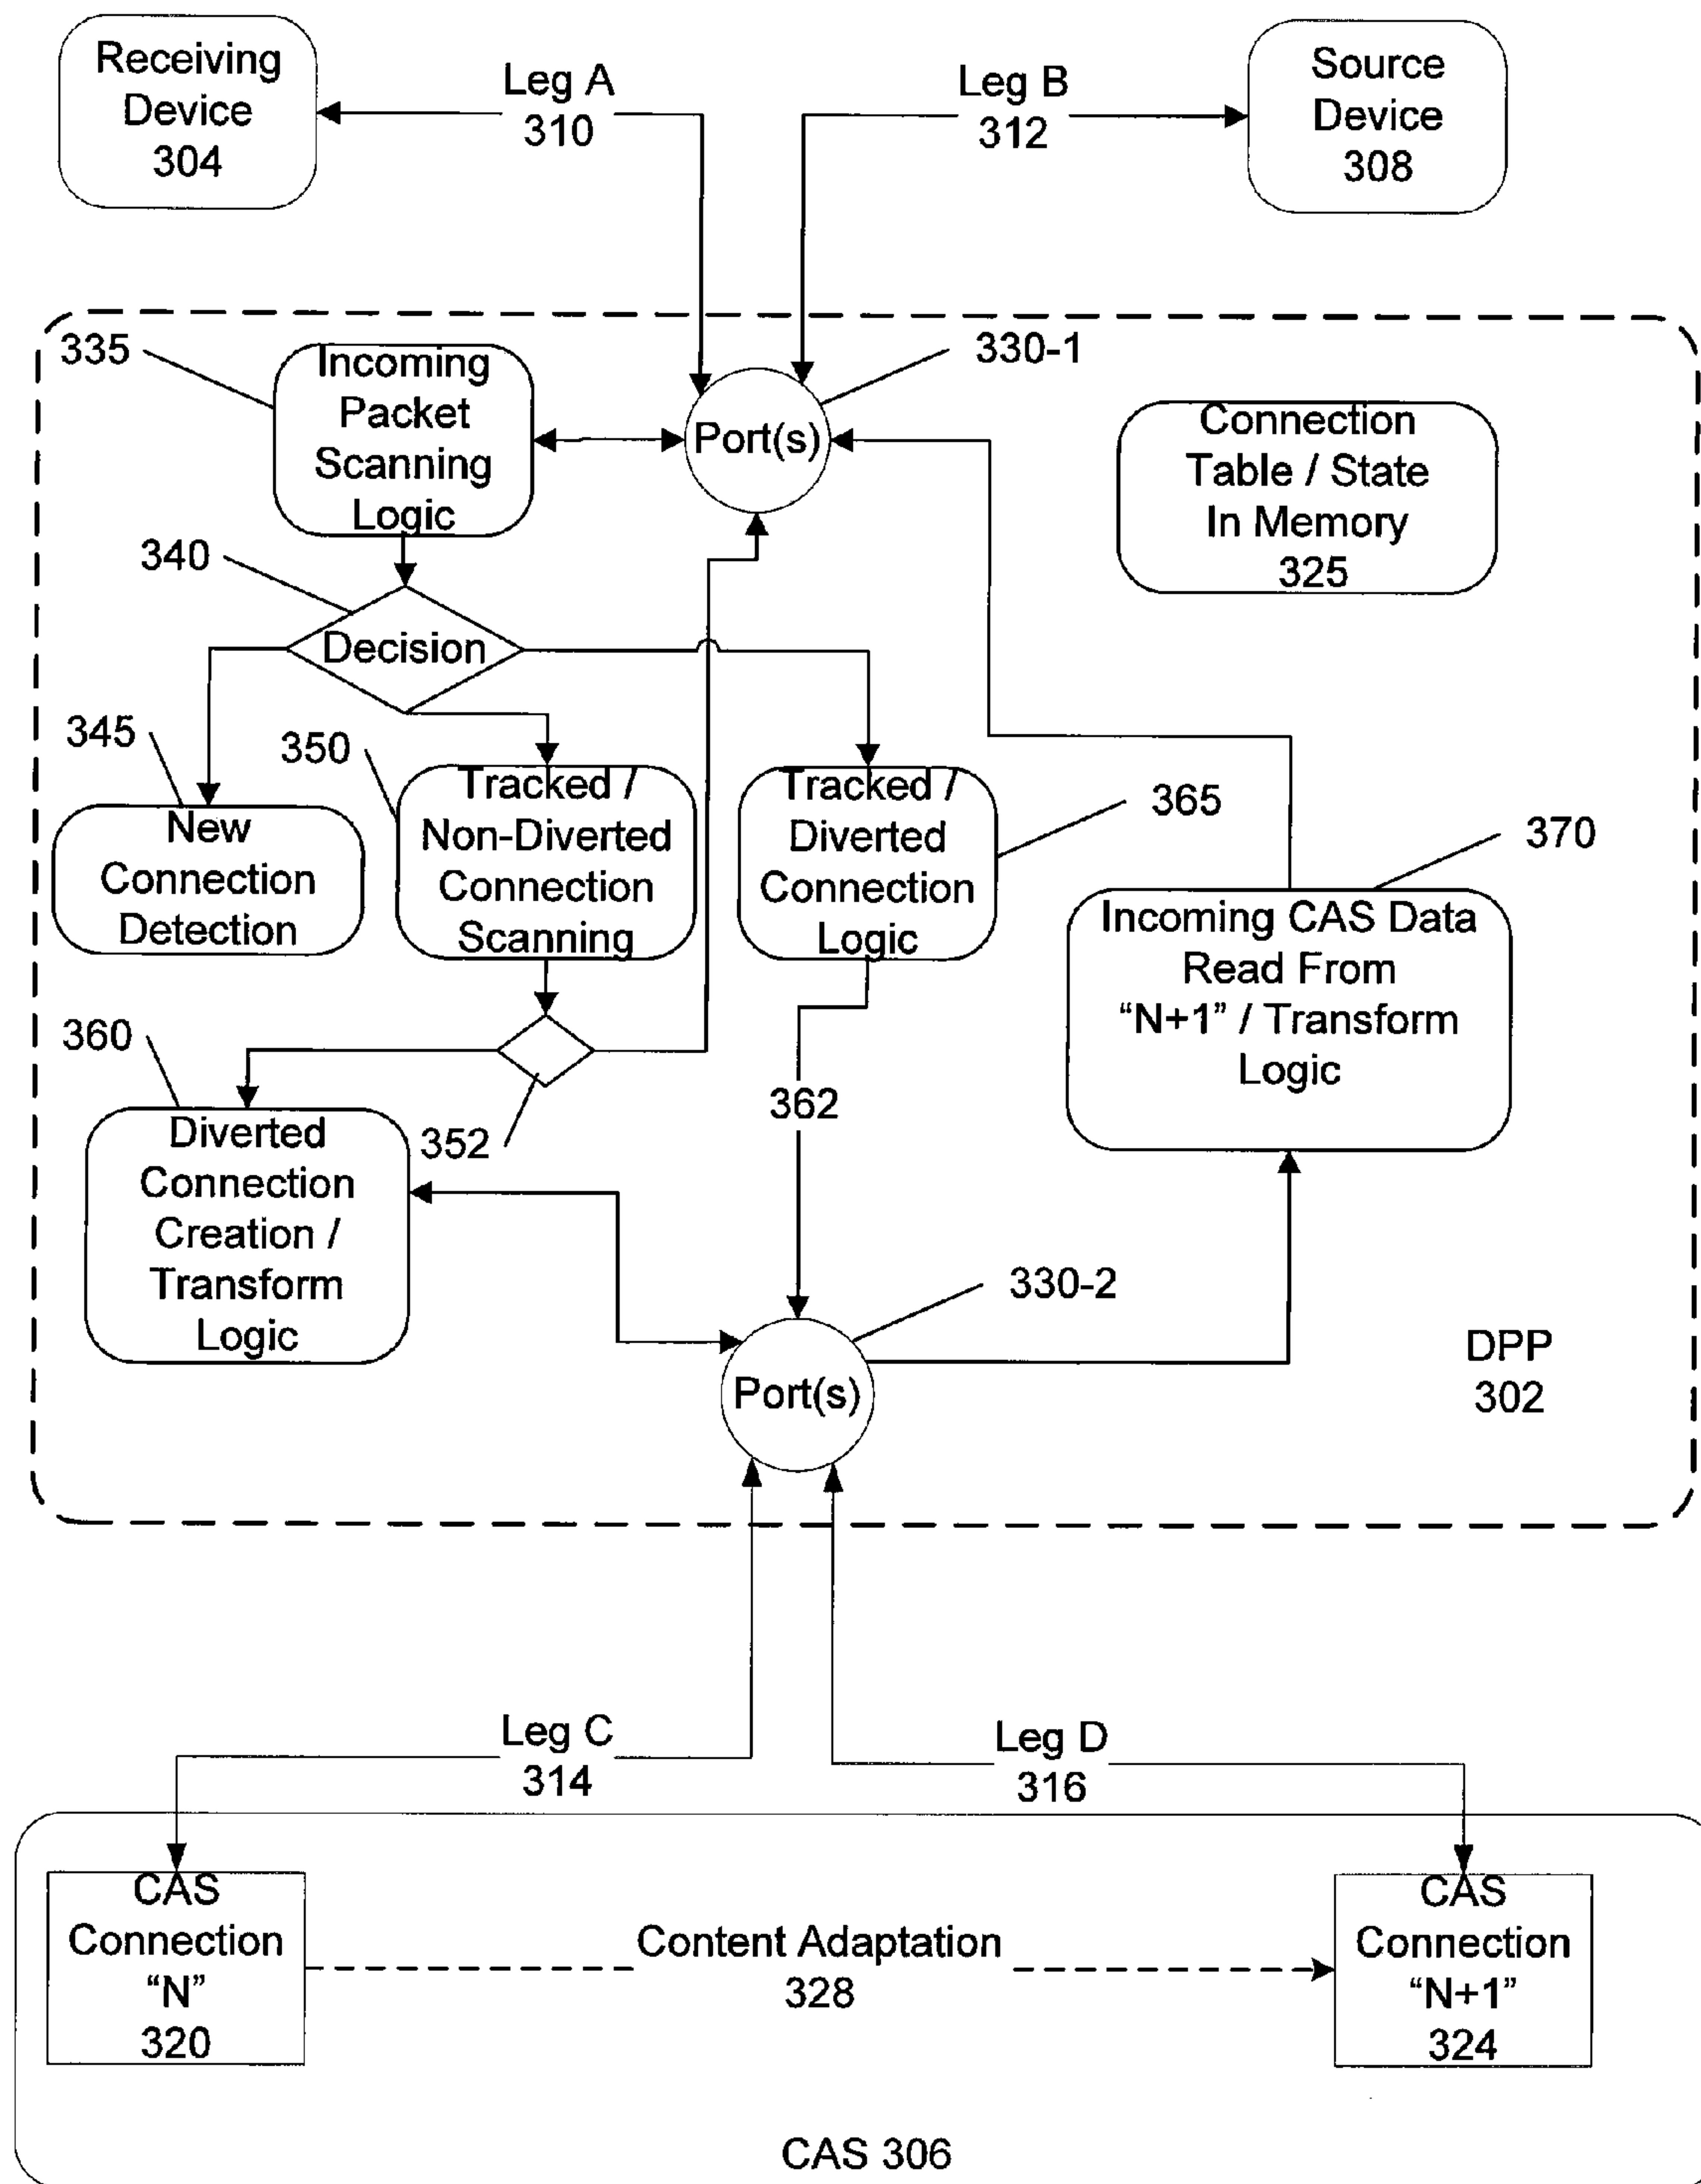 Receiving
Device
304
Leg A
310
Leg B
312
Source
Device
308
335
Incoming
Packet
Scanning
Logic
330-1
Port(s)
Connection
Table / State
In Memory
325
340
Decision
345
New
Connection
Detection
350
Tracked /
Non-Diverted
Connection
Scanning
Tracked /
Diverted
Connection
Logic
365
370
Incoming CAS Data
Read From
“N+1” / Transform
Logic
360
352
362
Diverted
Connection
Creation /
Transform
Logic
330-2
Port(s)
DPP
302
Leg C
314
Leg D
316
CAS
Connection
“N”
320
Content Adaptation
328
CAS
Connection
“N+1”
324
CAS 306